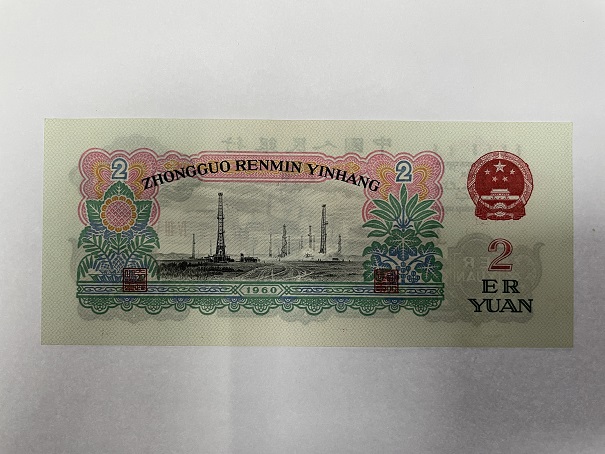 2
2
ZHONGGUO RENMIN YINHANG
1960
2
ER
YUAN